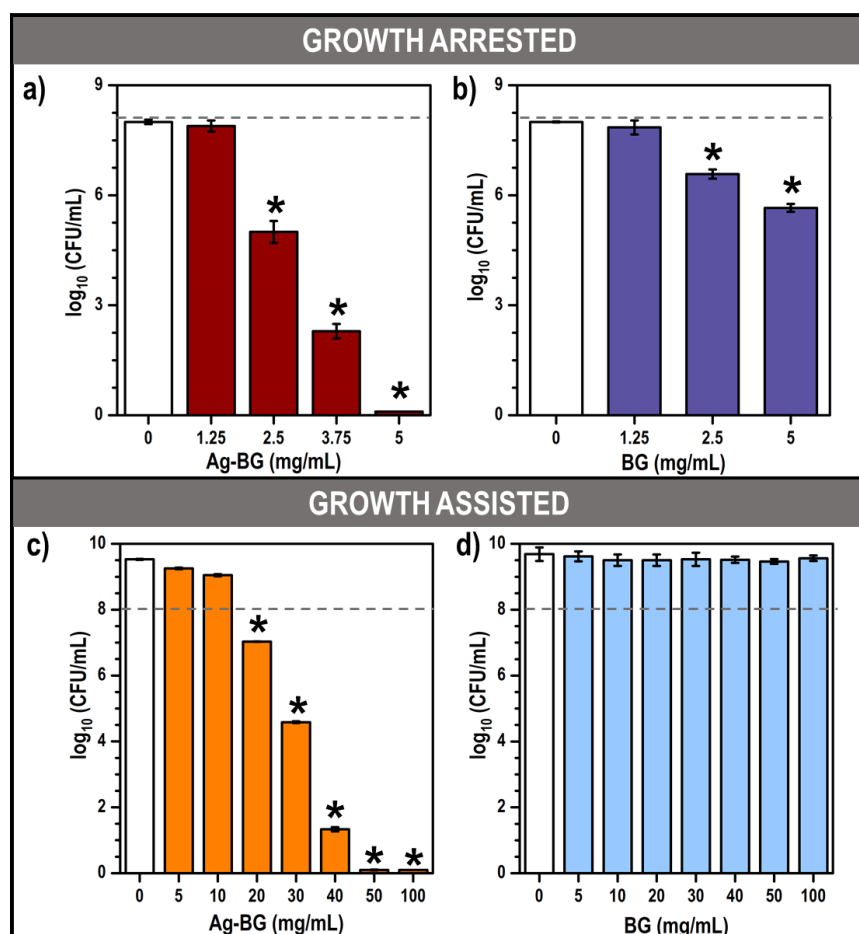 GROWTH ARRESTED
a)
log10 (CFU/mL)
9
6
3
0
*
*
*
0 1.25 2.5 3.75 5
Ag-BG (mg/mL)
b)
log10 (CFU/mL)
9
6
3
0
*
*
0 1.25 2.5 5
BG (mg/mL)
GROWTH ASSISTED
c)
log10 (CFU/mL)
10
8
6
4
2
0
*
*
*
*
*
0 5 10 20 30 40 50 100
Ag-BG (mg/mL)
d)
log10 (CFU/mL)
10
8
6
4
2
0
0 5 10 20 30 40 50 100
BG (mg/mL)